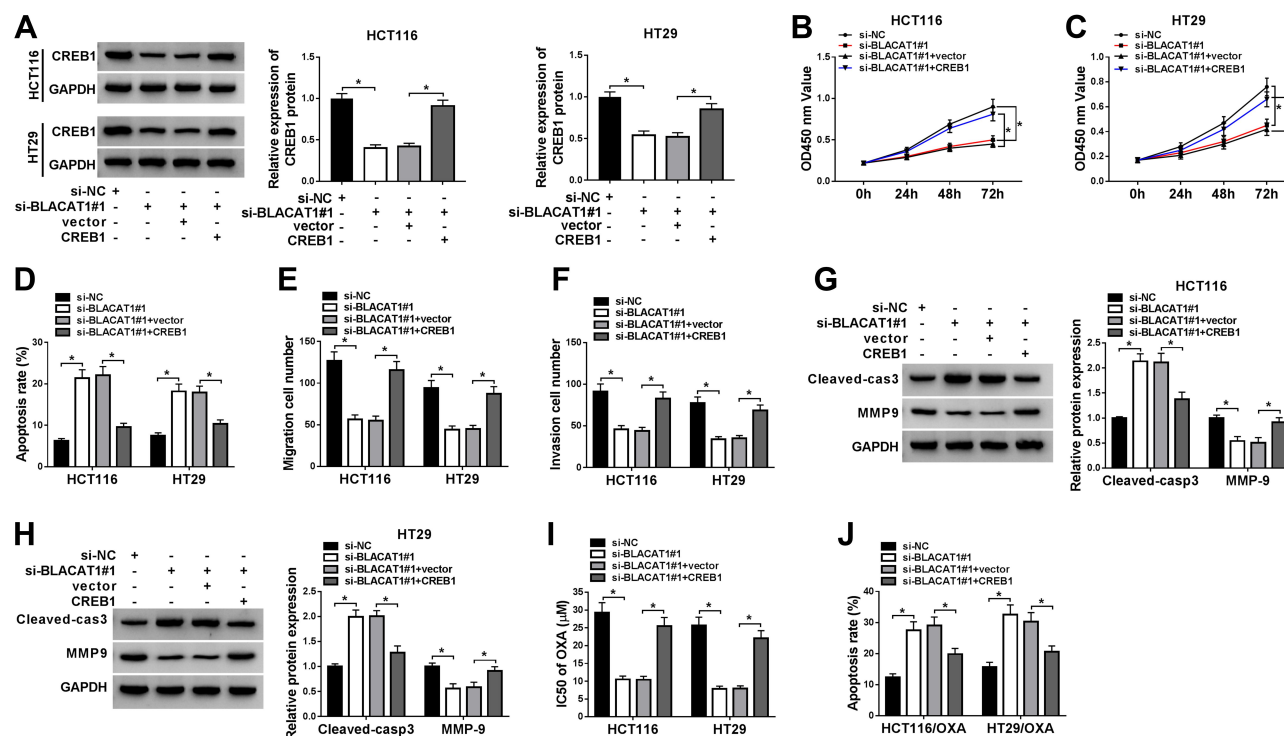 A
HCT116
CREB1
GAPDH
HT29
CREB1
GAPDH
si-NC + - - -
si-BLACAT1#1 - + + +
vector - - + -
CREB1 - - - +
HCT116
Relative expression of
CREB1 protein
1.5
1.0
0.5
0.0
* *
si-NC + - - -
si-BLACAT1#1 - + + +
vector - - + -
CREB1 - - - +
HT29
Relative expression of
CREB1 protein
1.5
1.0
0.5
0.0
* *
si-NC + - - -
si-BLACAT1#1 - + + +
vector - - + -
CREB1 - - - +
B
HCT116
si-NC
si-BLACAT1#1
si-BLACAT1#1+vector
si-BLACAT1#1+CREB1
OD450 nm Value
1.5
1.0
0.5
0.0
* *
0h 24h 48h 72h
C
HT29
si-NC
si-BLACAT1#1
si-BLACAT1#1+vector
si-BLACAT1#1+CREB1
OD450 nm Value
1.0
0.8
0.6
0.4
0.2
0.0
*
0h 24h 48h 72h
D
si-NC
si-BLACAT1#1
si-BLACAT1#1+vector
si-BLACAT1#1+CREB1
Apoptosis rate (%)
30
20
10
0
* * * *
HCT116 HT29
E
si-NC
si-BLACAT1#1
si-BLACAT1#1+vector
si-BLACAT1#1+CREB1
Migration cell number
150
100
50
0
* * * *
HCT116 HT29
F
si-NC
si-BLACAT1#1
si-BLACAT1#1+vector
si-BLACAT1#1+CREB1
Invasion cell number
150
100
50
0
* * * *
HCT116 HT29
G
si-NC + - - -
si-BLACAT1#1 - + + +
vector - - + -
CREB1 - - - +
Cleaved-cas3
MMP9
GAPDH
HCT116
si-NC
si-BLACAT1#1
si-BLACAT1#1+vector
si-BLACAT1#1+CREB1
Relative protein expression
2.5
2.0
1.5
1.0
0.5
0.0
* * * *
Cleaved-casp3 MMP-9
H
si-NC + - - -
si-BLACAT1#1 - + + +
vector - - + -
CREB1 - - - +
Cleaved-cas3
MMP9
GAPDH
HT29
si-NC
si-BLACAT1#1
si-BLACAT1#1+vector
si-BLACAT1#1+CREB1
Relative protein expression
2.5
2.0
1.5
1.0
0.5
0.0
* * * *
Cleaved-casp3 MMP-9
I
si-NC
si-BLACAT1#1
si-BLACAT1#1+vector
si-BLACAT1#1+CREB1
IC50 of OXA (μM)
35
30
25
20
15
10
5
0
* * * *
HCT116 HT29
J
si-NC
si-BLACAT1#1
si-BLACAT1#1+vector
si-BLACAT1#1+CREB1
Apoptosis rate (%)
40
30
20
10
0
* * * *
HCT116/OXA HT29/OXA